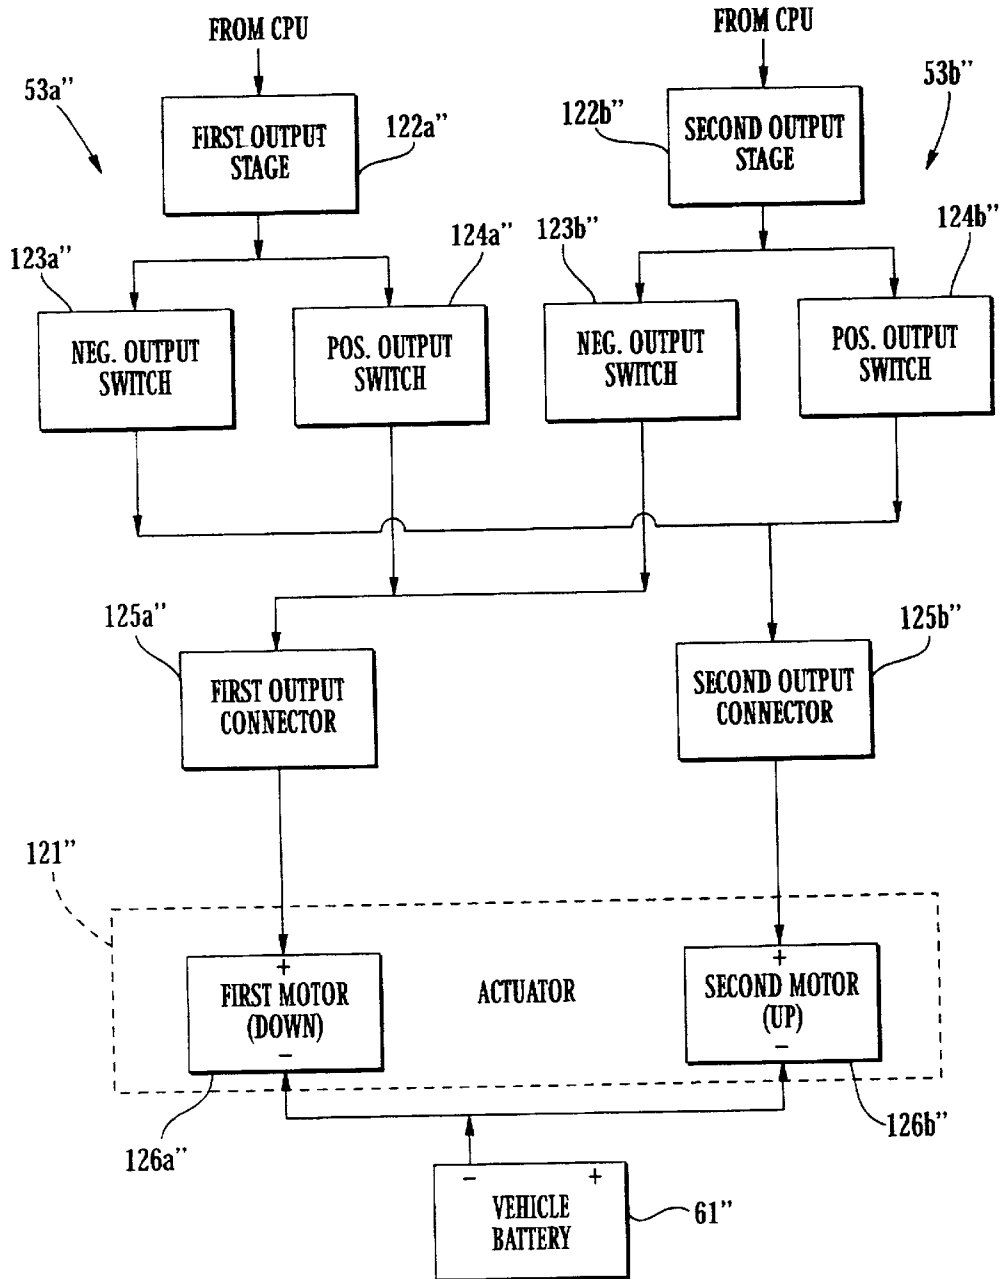 FROM CPU
FROM CPU
53a”
53b”
FIRST OUTPUT
STAGE
122a”
122b”
SECOND OUTPUT
STAGE
123a”
124a”
123b”
124b”
NEG. OUTPUT
SWITCH
POS. OUTPUT
SWITCH
NEG. OUTPUT
SWITCH
POS. OUTPUT
SWITCH
125a”
125b”
FIRST OUTPUT
CONNECTOR
SECOND OUTPUT
CONNECTOR
121”
+
FIRST MOTOR
(DOWN)
−
ACTUATOR
+
SECOND MOTOR
(UP)
−
126a”
126b”
− +
VEHICLE
BATTERY
61”